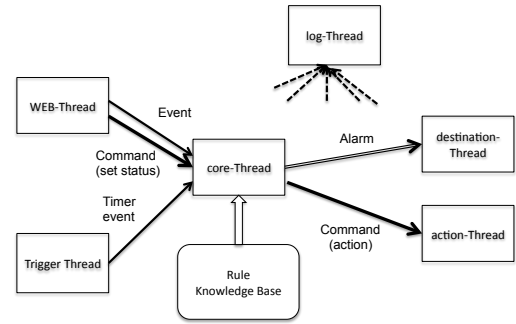 log-Thread
WEB-Thread
Event
Command
(set status)
core-Thread
Alarm
destination-
Thread
Timer
event
Command
(action)
action-Thread
Trigger Thread
Rule
Knowledge Base